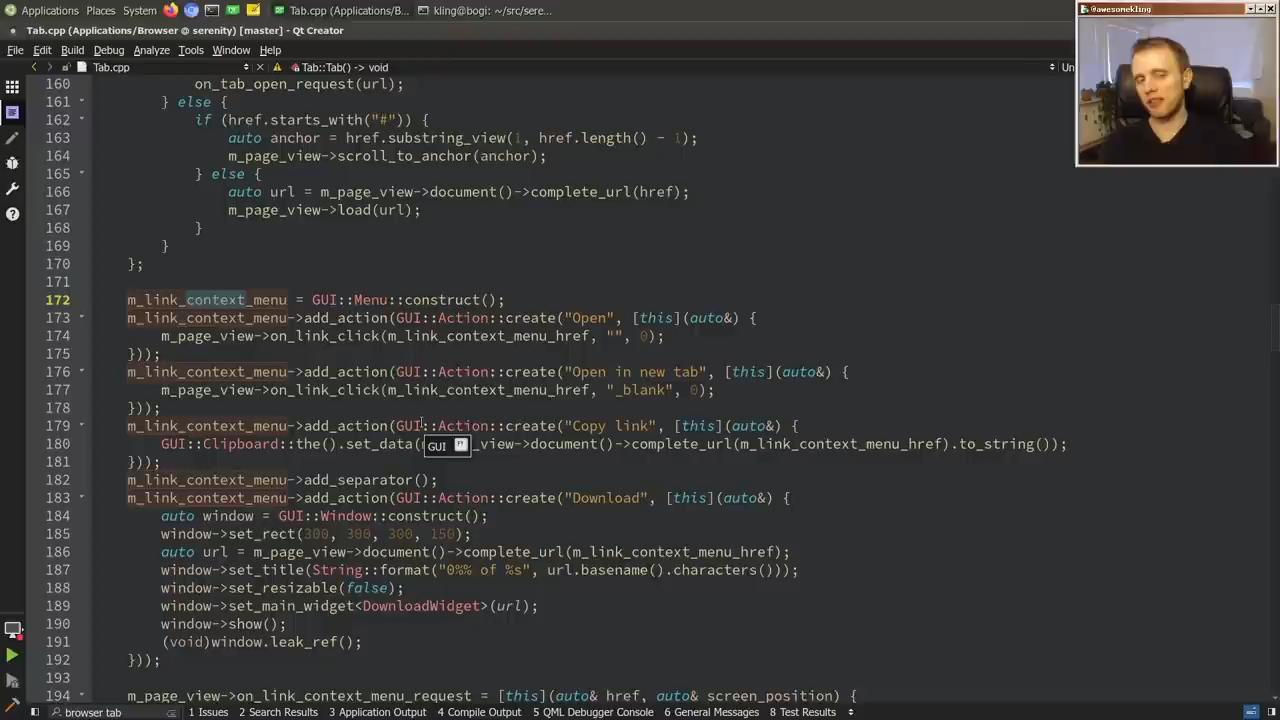 Applications Places System Tab.cpp (Applications/B... kling@bogi: ~/src/sere...
Tab.cpp (Applications/Browser @ serenity) [master] - Qt Creator
File Edit Build Debug Analyze Tools Window Help
Tab.cpp Tab::Tab() -> void Un
@awesomekling
160 on_tab_open_request(url);
161 } else {
162 if (href.starts_with("#")) {
163 auto anchor = href.substring_view(1, href.length() - 1);
164 m_page_view->scroll_to_anchor(anchor);
165 } else {
166 auto url = m_page_view->document()->complete_url(href);
167 m_page_view->load(url);
168 }
169 }
170 };
171
172 m_link_context_menu = GUI::Menu::construct();
173 m_link_context_menu->add_action(GUI::Action::create("Open", [this](auto&) {
174 m_page_view->on_link_click(m_link_context_menu_href, "", 0);
175 }));
176 m_link_context_menu->add_action(GUI::Action::create("Open in new tab", [this](auto&) {
177 m_page_view->on_link_click(m_link_context_menu_href, "_blank", 0);
178 }));
179 m_link_context_menu->add_action(GUI::Action::create("Copy link", [this](auto&) {
180 GUI::Clipboard::the().set_data( _view->document()->complete_url(m_link_context_menu_href).to_string());
GUI
181 }));
182 m_link_context_menu->add_separator();
183 m_link_context_menu->add_action(GUI::Action::create("Download", [this](auto&) {
184 auto window = GUI::Window::construct();
185 window->set_rect(300, 300, 300, 150);
186 auto url = m_page_view->document()->complete_url(m_link_context_menu_href);
187 window->set_title(String::format("0%% of %s", url.basename().characters()));
188 window->set_resizable(false);
189 window->set_main_widget<DownloadWidget>(url);
190 window->show();
191 (void)window.leak_ref();
192 }));
194 m_page_view->on_link_context_menu_request = [this](auto& href, auto& screen_position) {
browser tab 1 Issues 2 Search Results 3 Application Output 4 Compile Output 5 QML Debugger Console 6 General Messages 8 Test Results